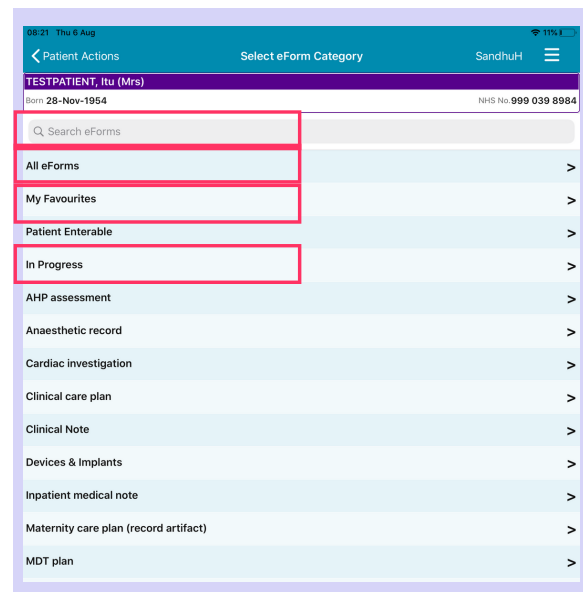 08:21 Thu 6 Aug 11%
Patient Actions Select eForm Category SandhuH
TESTPATIENT, Itu (Mrs)
Born 28-Nov-1954 NHS No.999 039 8984
Search eForms
All eForms >
My Favourites >
Patient Enterable >
In Progress >
AHP assessment >
Anaesthetic record >
Cardiac investigation >
Clinical care plan >
Clinical Note >
Devices & Implants >
Inpatient medical note >
Maternity care plan (record artifact) >
MDT plan >